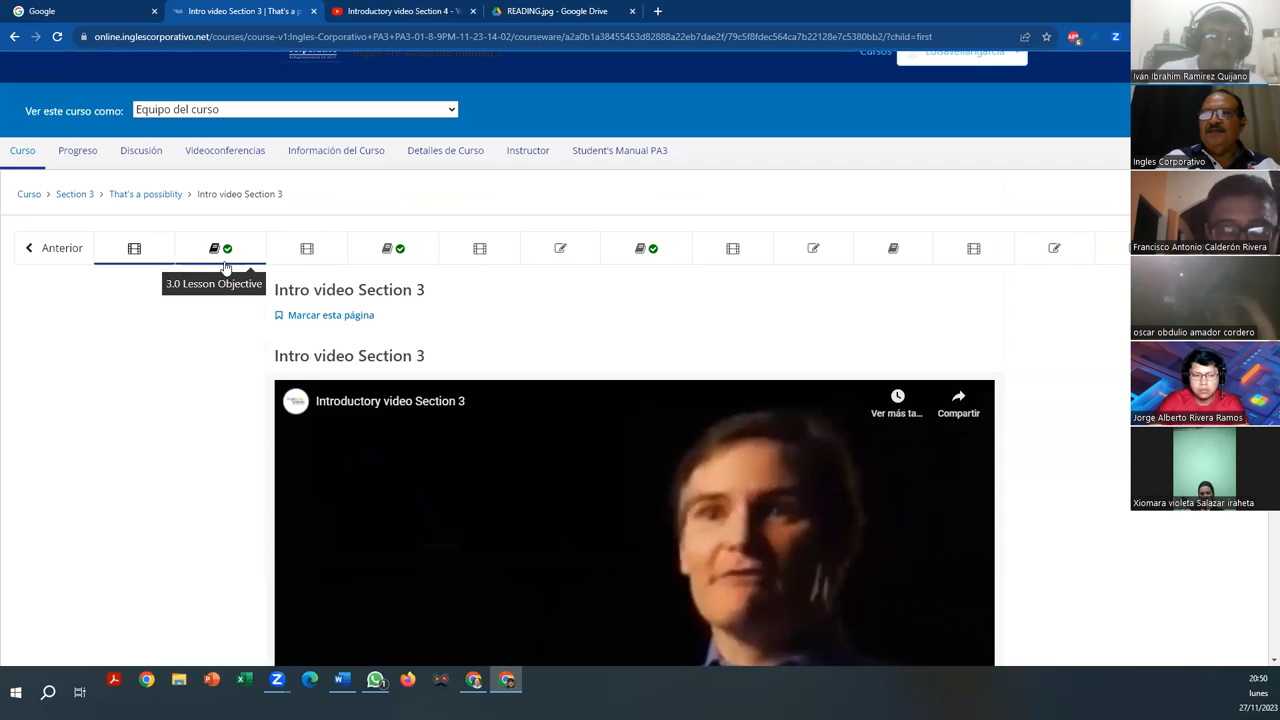 Google
Intro video Section 3 | That's a p
Introductory video Section 4 - Y
READING.jpg - Google Drive
online.inglescorporativo.net/courses/course-v1:Ingles-Corporativo+PA3+PA3-01-8-9PM-11-23-14-02/courseware/a2a0b1a38455453d82888a22eb7dae2f/79c5f8fdec564ca7b22128e7c5380bb2/?child=first
Cursos
Ver este curso como:
Equipo del curso
Curso
Progreso
Discusión
Videoconferencias
Información del Curso
Detalles de Curso
Instructor
Student's Manual PA3
Curso > Section 3 > That's a possiblity > Intro video Section 3
Anterior
3.0 Lesson Objective
Intro video Section 3
Marcar esta página
Intro video Section 3
Introductory video Section 3
Ver más ta...
Compartir
Iván Ibrahim Ramirez Quijano
Ingles Corporativo
Francisco Antonio Calderón Rivera
oscar obdulio amador cordero
Jorge Alberto Rivera Ramos
Xiomara violeta Salazar iraheta
20:50
lunes
27/11/2023